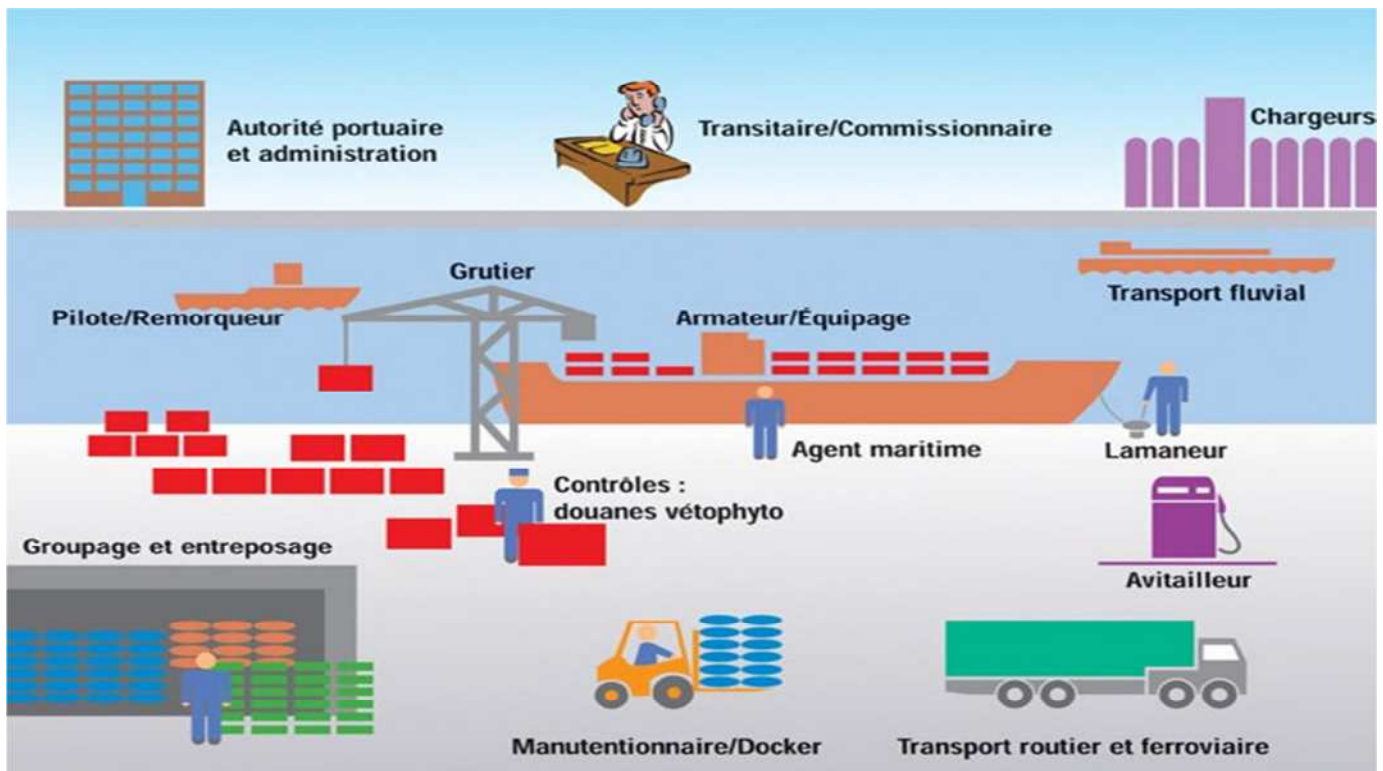 Autorité portuaire
et administration
Transitaire/Commissionnaire
Chargeurs
Pilote/Remorqueur
Grutier
Armateur/Équipage
Transport fluvial
Agent maritime
Lamaneur
Contrôles :
douanes vétophyto
Groupage et entreposage
Avitailleur
Manutentionnaire/Docker
Transport routier et ferroviaire